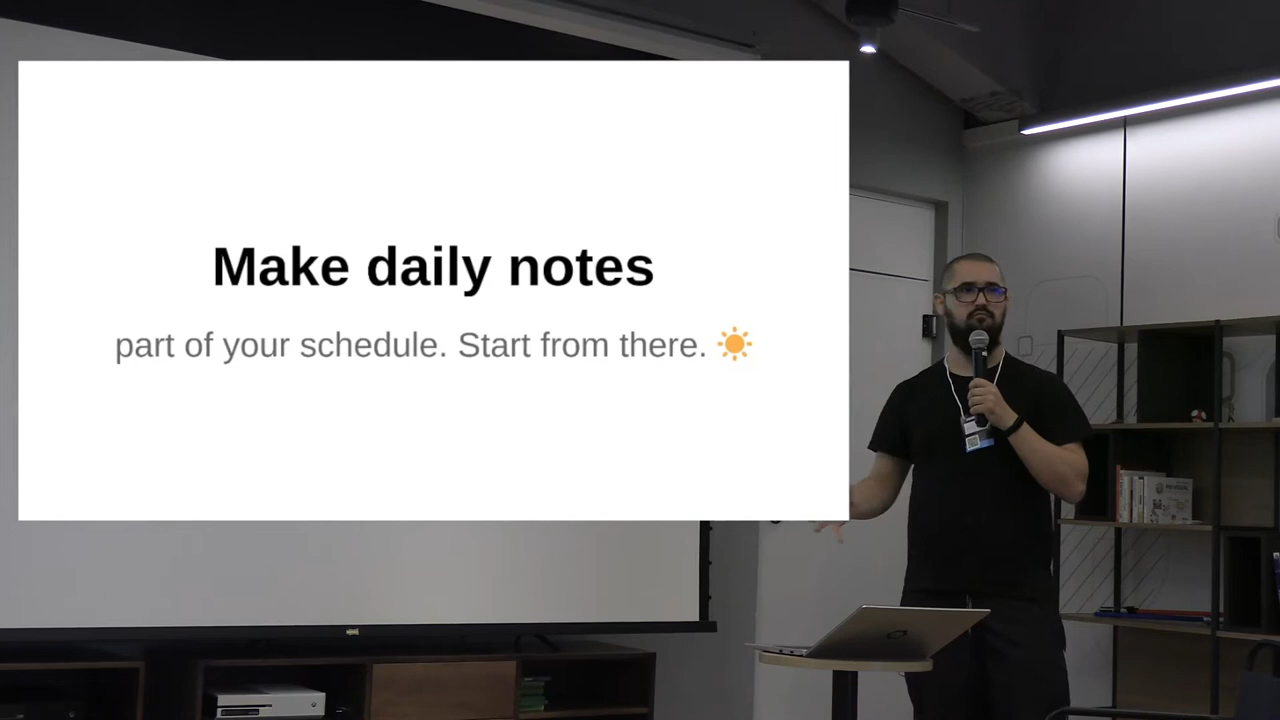 Make daily notes
part of your schedule. Start from there. ☀️